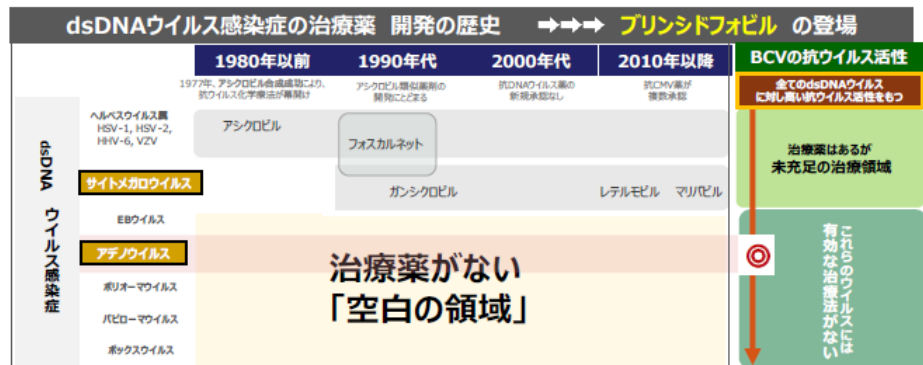 dsDNAウイルス感染症の治療薬 開発の歴史 ➡➡➡ ブリンシドフォビル の登場
1980年以前
1990年代
2000年代
2010年以降
BCVの抗ウイルス活性
1977年、アシクロビル合成成功により、
抗ウイルス化学療法が幕開け
アシクロビル類似薬剤の
開発にとどまる
抗DNAウイルス薬の
新規承認なし
抗CMV薬が
複数承認
全てのdsDNAウイルス
に対し高い抗ウイルス活性をもつ
dsDNA ウイルス感染症
ヘルペスウイルス属
HSV-1, HSV-2,
HHV-6, VZV
アシクロビル
フォスカルネット
治療薬はあるが
未充足の治療領域
サイトメガロウイルス
ガンシクロビル
レテルモビル
マリバビル
EBウイルス
アデノウイルス
ポリオーマウイルス
パピローマウイルス
ポックスウイルス
治療薬がない
「空白の領域」
これらのウイルスには
有効な治療法がない